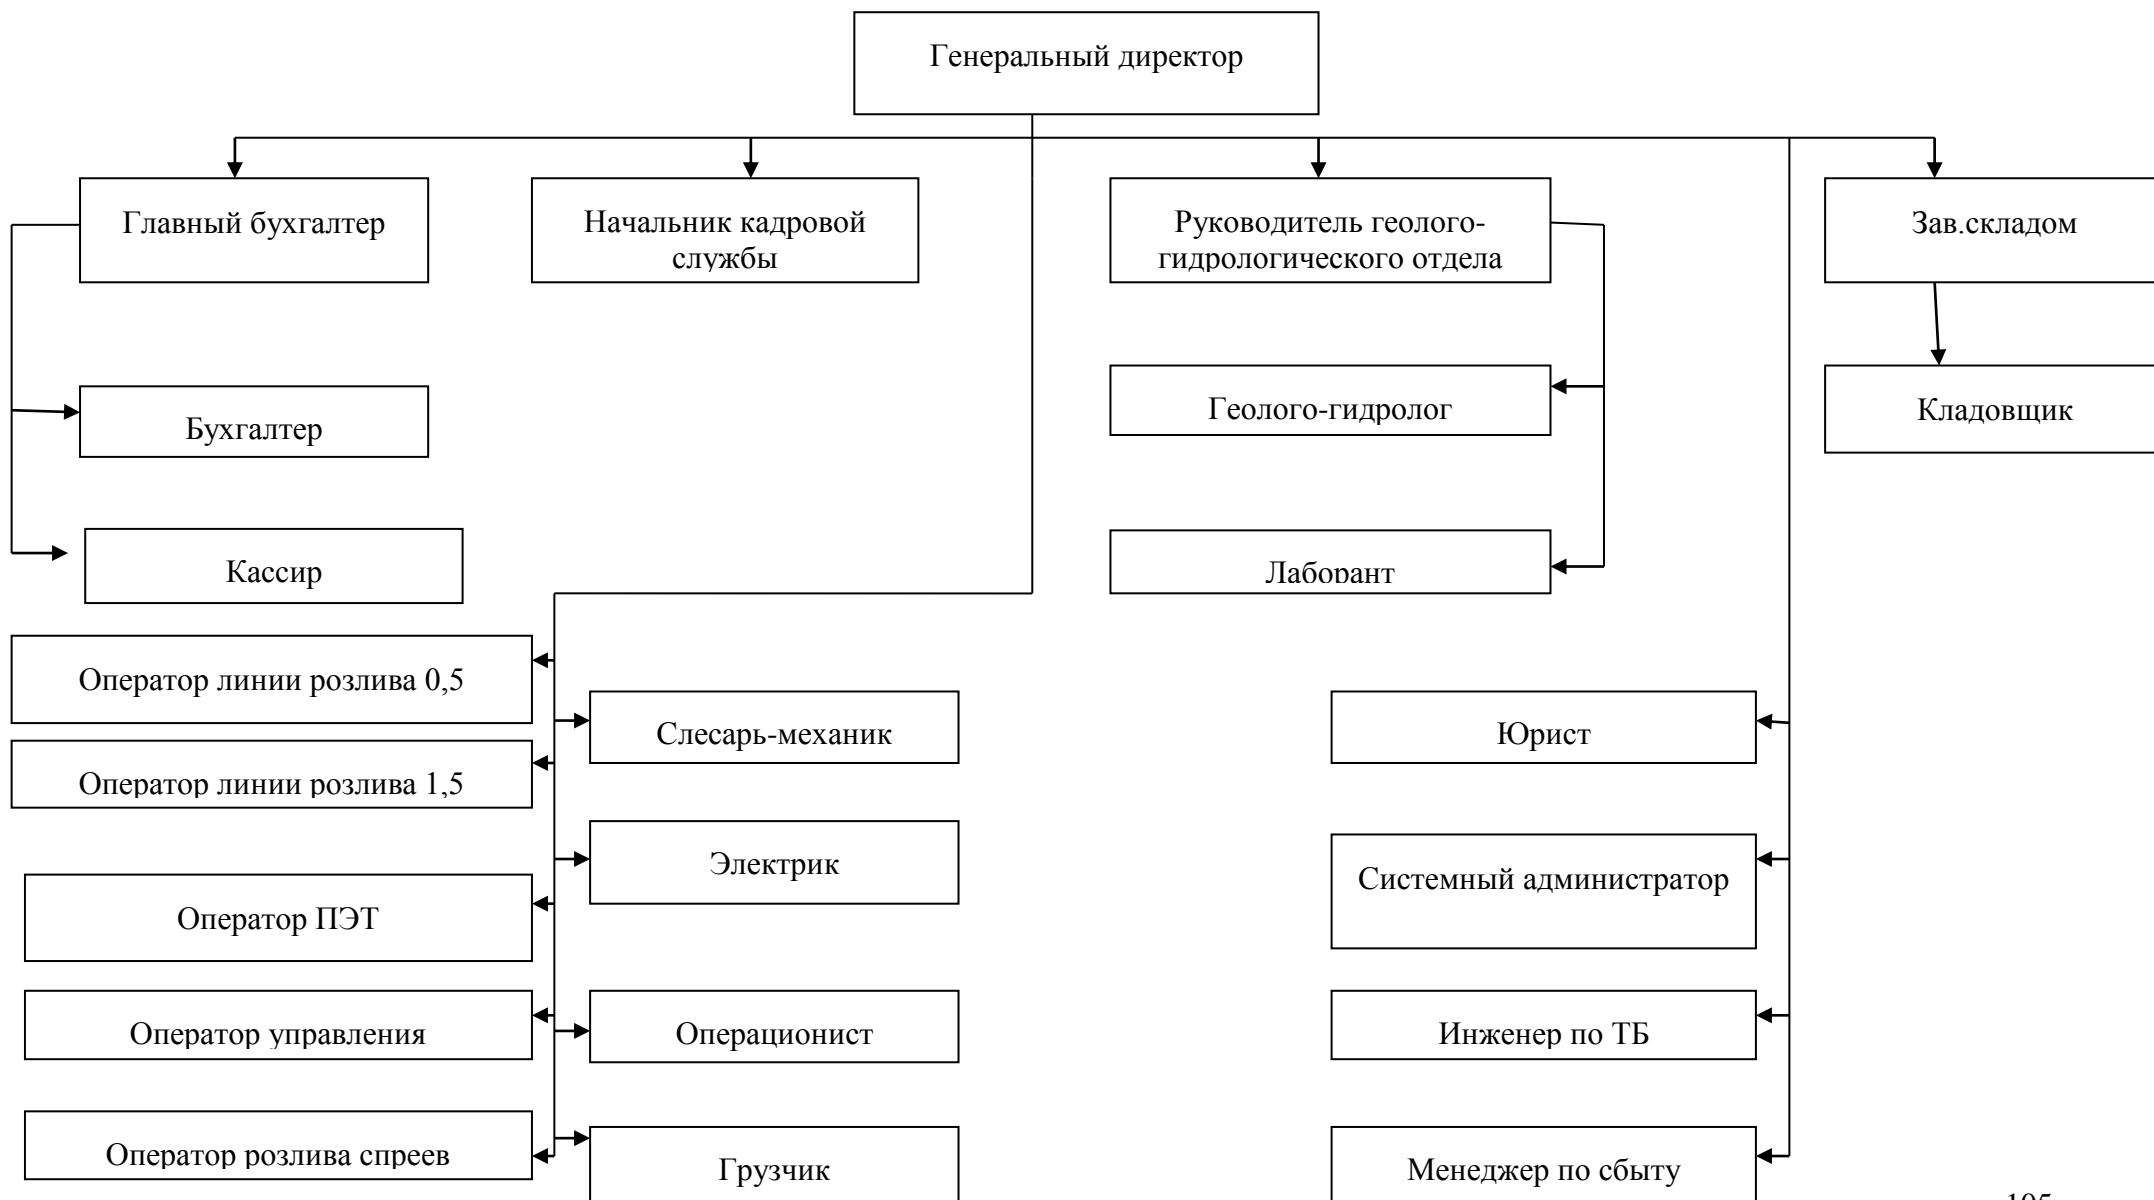 Генеральный директор
Главный бухгалтер
Начальник кадровой
службы
Руководитель геолого-
гидрологического отдела
Зав.складом
Бухгалтер
Геолого-гидролог
Кладовщик
Кассир
Лаборант
Оператор линии розлива 0,5
Слесарь-механик
Юрист
Оператор линии розлива 1,5
Электрик
Системный администратор
Оператор ПЭТ
Оператор управления
Операционист
Инженер по ТБ
Оператор розлива спреев
Грузчик
Менеджер по сбыту
105